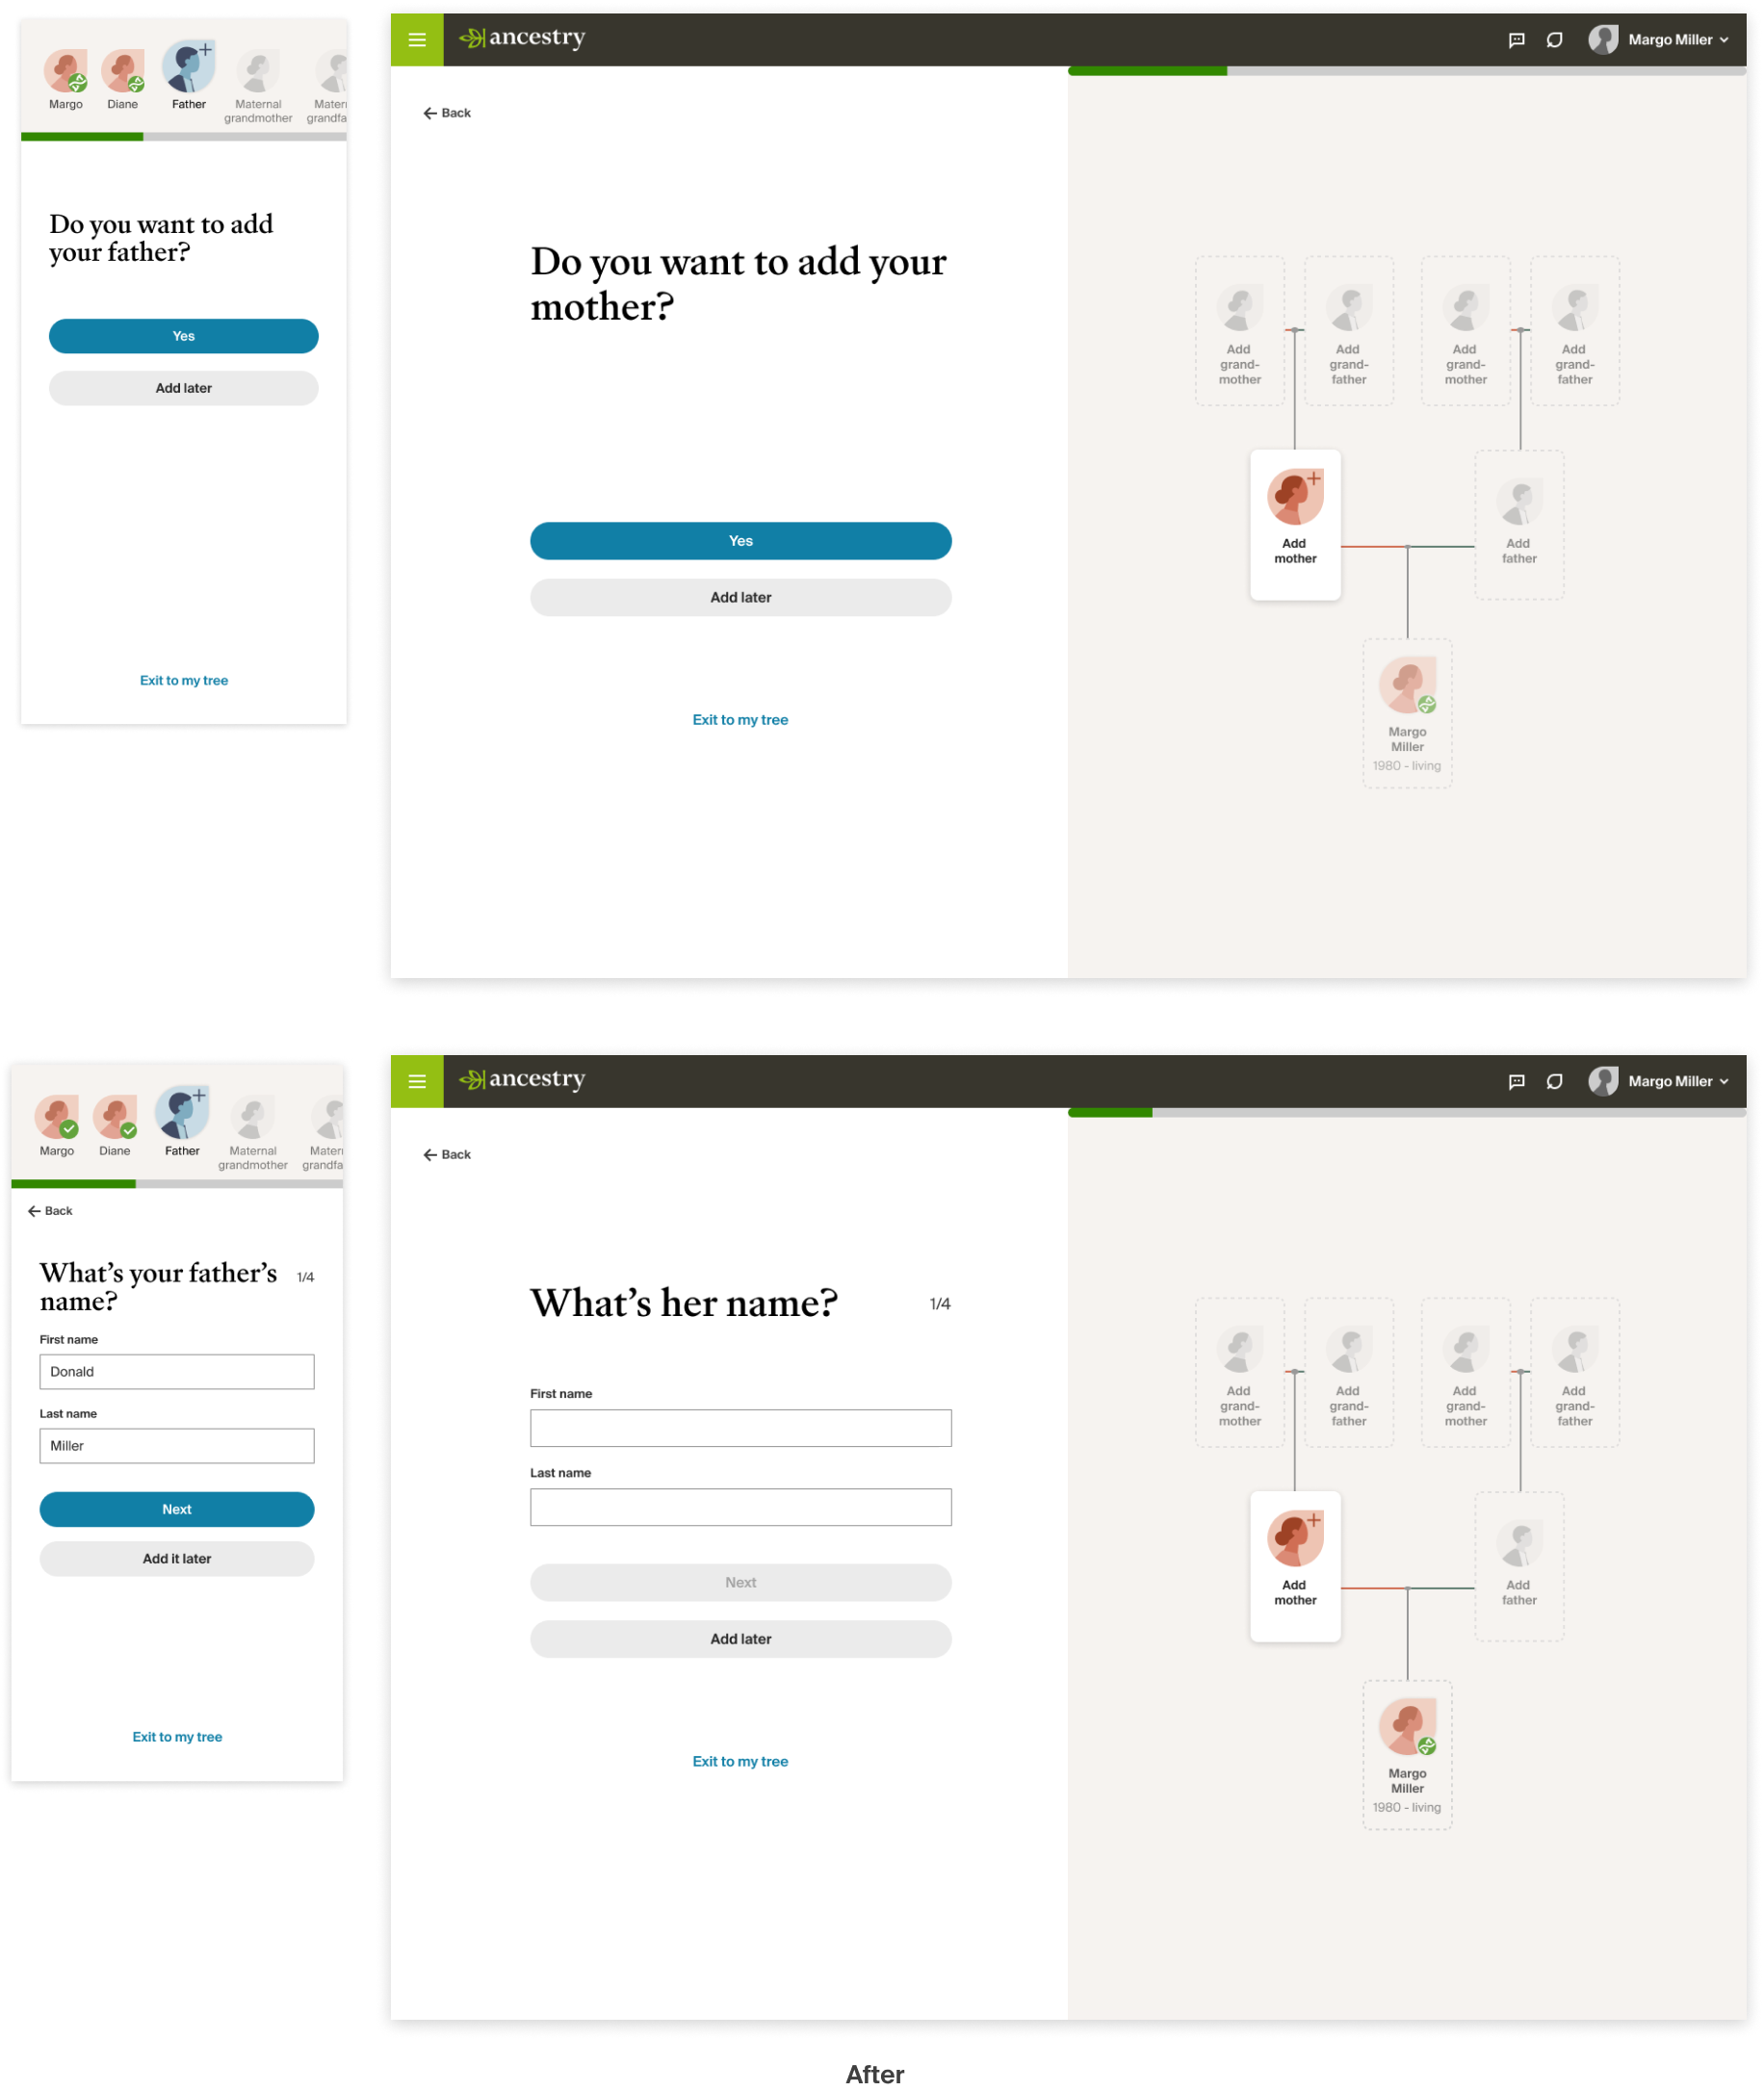 Margo
Diane
Father
Maternal
grandmother
Matern
grandfa
Do you want to add
your father?
Yes
Add later
Exit to my tree
ancestry
Margo Miller
Back
Do you want to add your
mother?
Yes
Add later
Exit to my tree
Add
grand-
mother
Add
grand-
father
Add
grand-
mother
Add
grand-
father
Add
mother
Add
father
Margo
Miller
1980 - living
Margo
Diane
Father
Maternal
grandmother
Matern
grandfa
Back
What's your father's
name?
1/4
First name
Donald
Last name
Miller
Next
Add it later
Exit to my tree
ancestry
Margo Miller
Back
What's her name?
1/4
First name
Last name
Next
Add later
Exit to my tree
Add
grand-
mother
Add
grand-
father
Add
grand-
mother
Add
grand-
father
Add
mother
Add
father
Margo
Miller
1980 - living
After